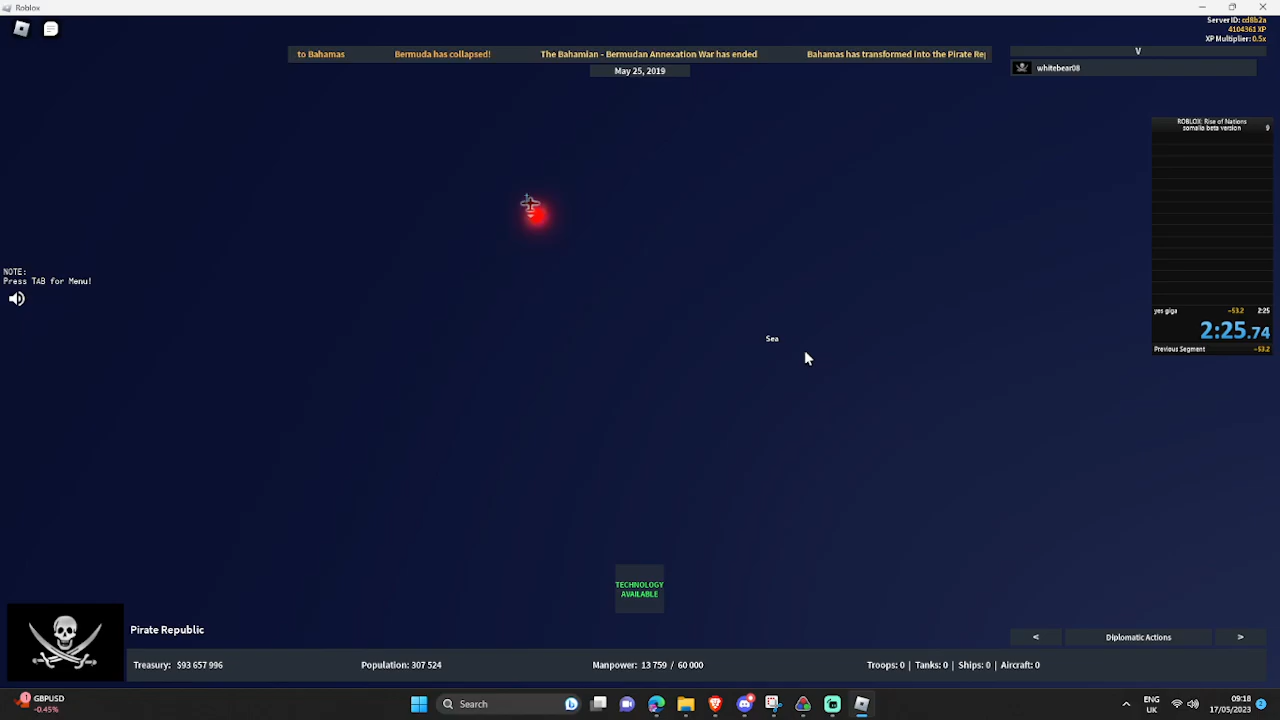 Roblox
Server ID: cd8b2a
4104361 XP
XP Multiplier: 0.5x
to Bahamas Bermuda has collapsed! The Bahamian - Bermudan Annexation War has ended Bahamas has transformed into the Pirate Rep
V
May 25, 2019
whitebear08
ROBLOX: Rise of Nations
somalia beta version 9
NOTE:
Press TAB for Menu!
yes giga -53.2 2:25
2:25.74
Previous Segment -53.2
Sea
TECHNOLOGY
AVAILABLE
Pirate Republic
< Diplomatic Actions >
Treasury: $93 657 996 Population: 307 524 Manpower: 13 759 / 60 000 Troops: 0 | Tanks: 0 | Ships: 0 | Aircraft: 0
1
GBPUSD
-0.45%
Search
ENG
UK
09:18
17/05/2023
2